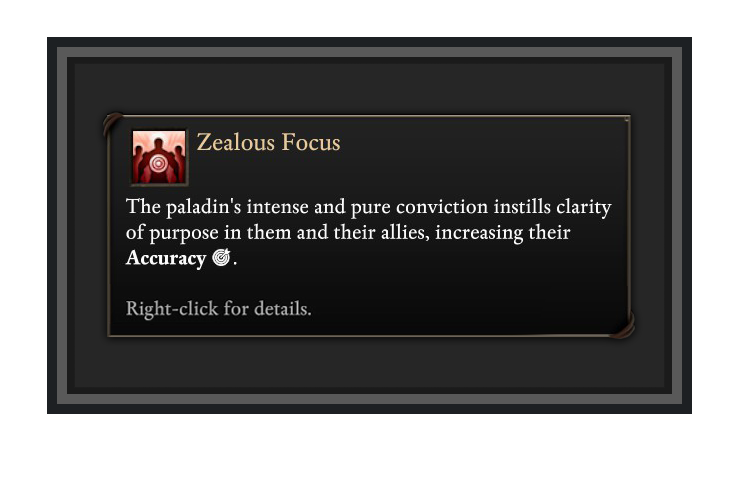 Zealous Focus
The paladin's intense and pure conviction instills clarity
of purpose in them and their allies, increasing their
Accuracy .
Right-click for details.